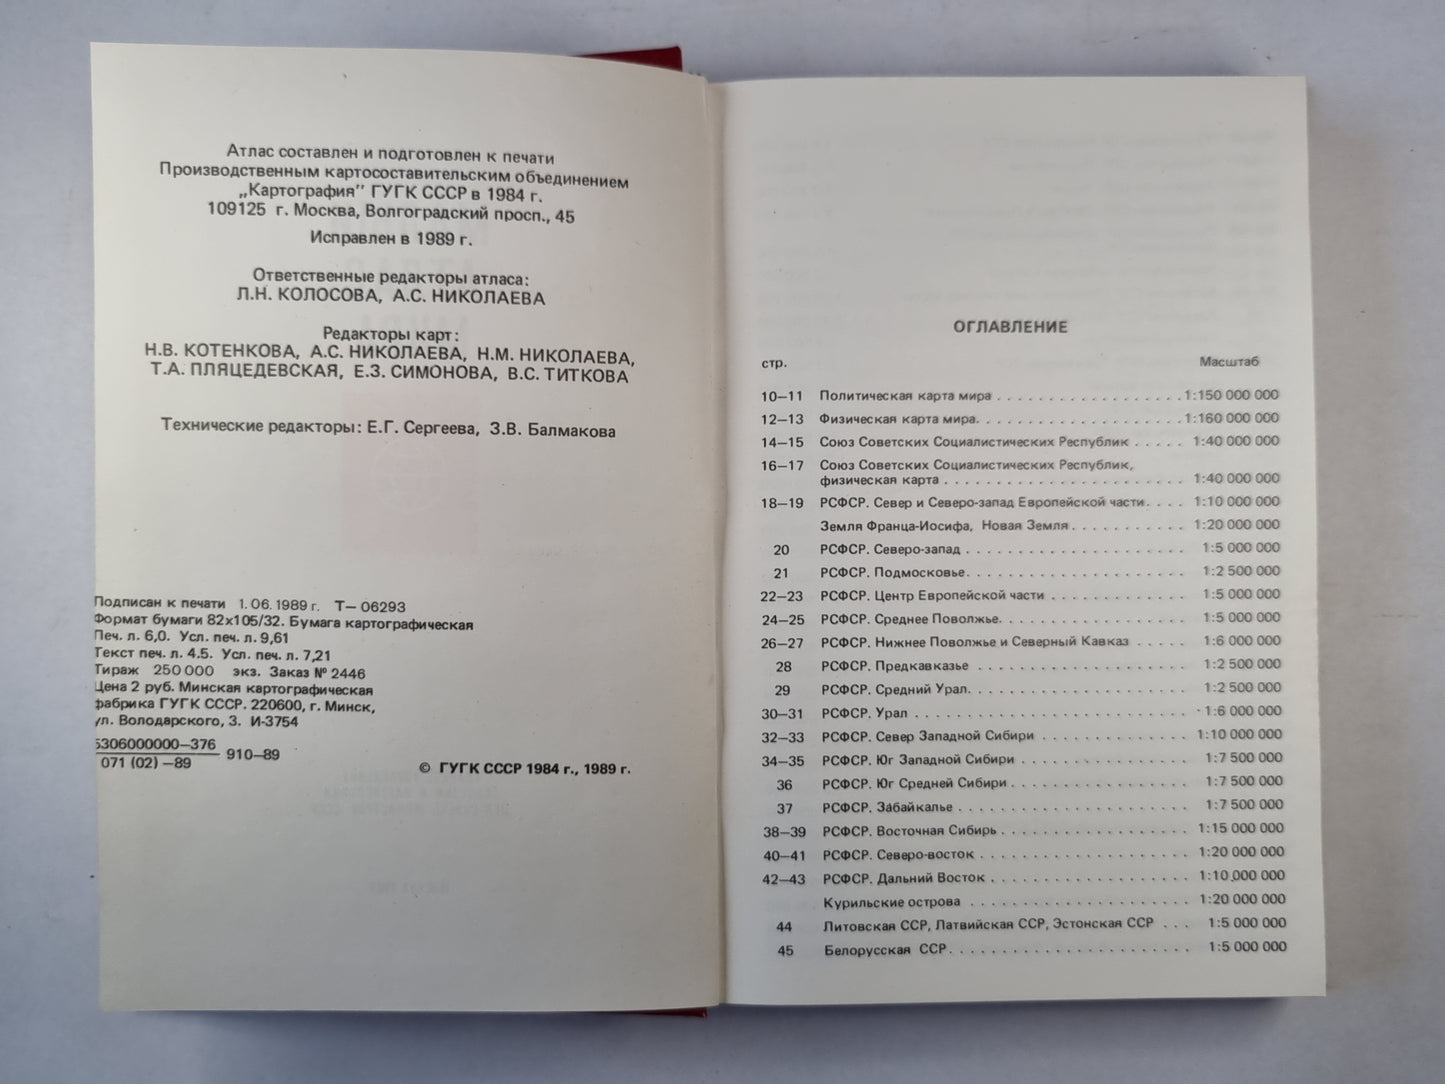 Атлас составлен и подготовлен к печати
Производственным картосоставительским объединением
„Картография" ГУГК СССР в 1984 г.
109125 г. Москва, Волгоградский просп., 45
Исправлен в 1989 г.
Ответственные редакторы атласа:
Л.Н. КОЛОСОВА, А.С. НИКОЛАЕВА
Редакторы карт:
Н.В. КОТЕНКОВА, А.С. НИКОЛАЕВА, Н.М. НИКОЛАЕВА,
Т.А. ПЛЯЦЕДЕВСКАЯ, Е.З. СИМОНОВА, В.С. ТИТКОВА
Технические редакторы: Е.Г. Сергеева, З.В. Балмакова
Подписан к печати 1.06.1989 г. Т— 06293
Формат бумаги 82х105/32. Бумага картографическая
Печ. л. 6,0. Усл. печ. л. 9,61
Текст печ. л. 4.5. Усл. печ. л. 7,21
Тираж 250 000 экз. Заказ № 2446
Цена 2 руб. Минская картографическая
фабрика ГУГК СССР. 220600, г. Минск,
ул. Володарского, 3. И-3754
5306000000—376
071 (02) —89
910—89
© ГУГК СССР 1984 г., 1989 г.
ОГЛАВЛЕНИЕ
стр. Масштаб
10—11 Политическая карта мира . . . . . . . . . . . . . . . . . . 1:150 000 000
12—13 Физическая карта мира. . . . . . . . . . . . . . . . . . . . 1:160 000 000
14—15 Союз Советских Социалистических Республик . . . . . 1:40 000 000
16—17 Союз Советских Социалистических Республик,
физическая карта . . . . . . . . . . . . . . . . . . . . . . . 1:40 000 000
18—19 РСФСР. Север и Северо-запад Европейской части. . . . 1:10 000 000
Земля Франца-Иосифа, Новая Земля . . . . . . . . . . . 1:20 000 000
20 РСФСР. Северо-запад . . . . . . . . . . . . . . . . . . . . . 1:5 000 000
21 РСФСР. Подмосковье. . . . . . . . . . . . . . . . . . . . . 1:2 500 000
22—23 РСФСР. Центр Европейской части . . . . . . . . . . . . . 1:5 000 000
24—25 РСФСР. Среднее Поволжье. . . . . . . . . . . . . . . . . . 1:5 000 000
26—27 РСФСР. Нижнее Поволжье и Северный Кавказ . . . . . 1:6 000 000
28 РСФСР. Предкавказье . . . . . . . . . . . . . . . . . . . . 1:2 500 000
29 РСФСР. Средний Урал. . . . . . . . . . . . . . . . . . . . . 1:2 500 000
30—31 РСФСР. Урал . . . . . . . . . . . . . . . . . . . . . . . . . . 1:6 000 000
32—33 РСФСР. Север Западной Сибири . . . . . . . . . . . . . . 1:10 000 000
34—35 РСФСР. Юг Западной Сибири . . . . . . . . . . . . . . . . 1:7 500 000
36 РСФСР. Юг Средней Сибири . . . . . . . . . . . . . . . . . 1:7 500 000
37 РСФСР. Забайкалье . . . . . . . . . . . . . . . . . . . . . . 1:7 500 000
38—39 РСФСР. Восточная Сибирь . . . . . . . . . . . . . . . . . . 1:15 000 000
40—41 РСФСР. Северо-восток . . . . . . . . . . . . . . . . . . . . 1:20 000 000
42—43 РСФСР. Дальний Восток . . . . . . . . . . . . . . . . . . . 1:10 000 000
Курильские острова . . . . . . . . . . . . . . . . . . . . . 1:20 000 000
44 Литовская ССР, Латвийская ССР, Эстонская ССР . . . 1:5 000 000
45 Белорусская ССР. . . . . . . . . . . . . . . . . . . . . . . 1:5 000 000